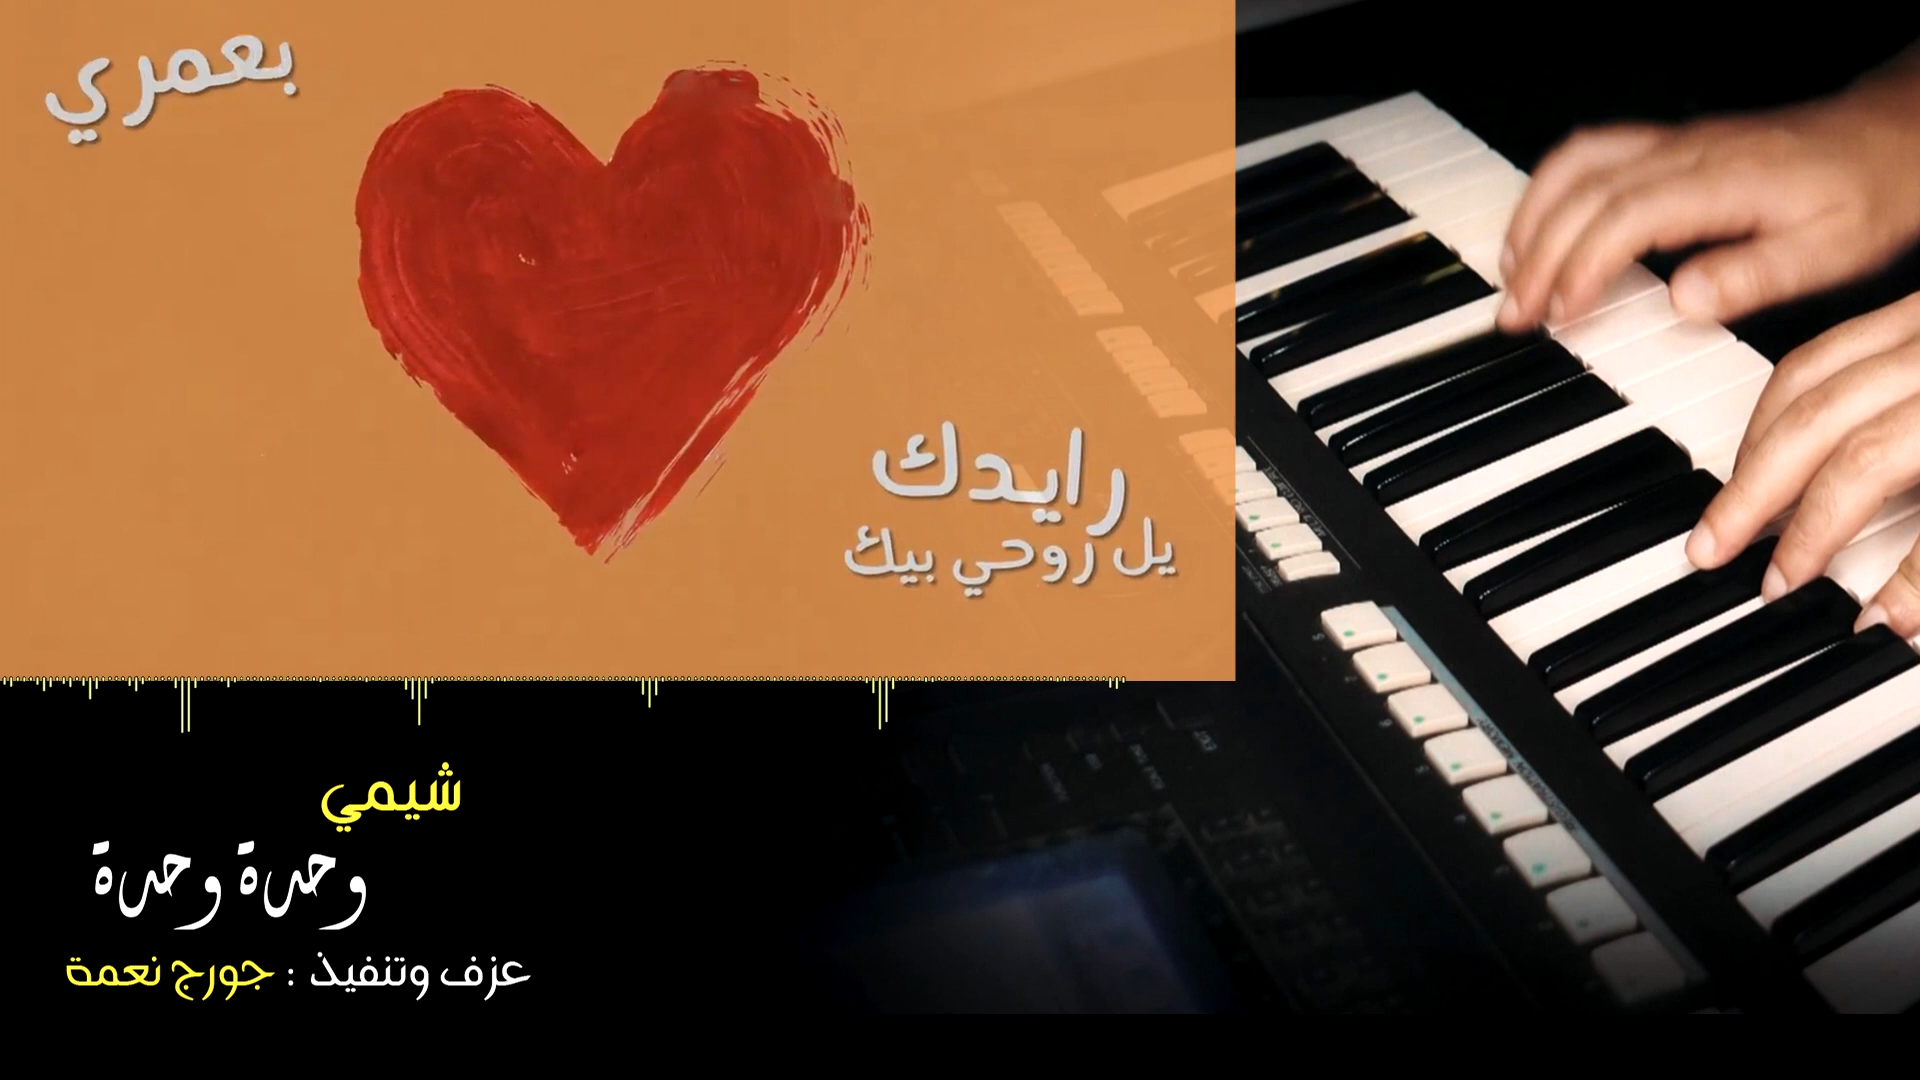 بعمري
رايدك
يل روحي بيك
شيمي
وحدة وحدة
عزف وتنفيذ : جورج نعمة